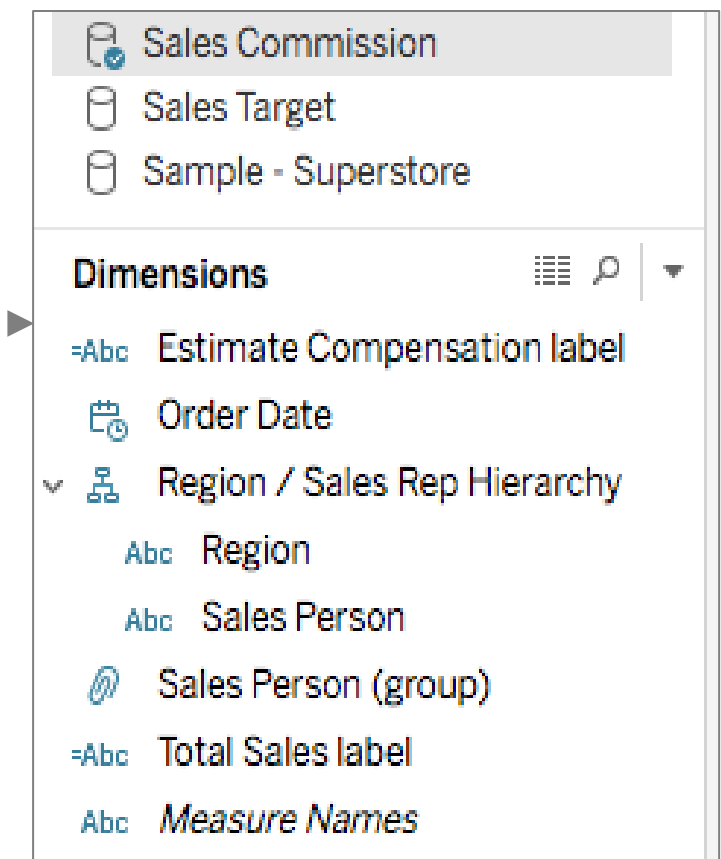 Sales Commission
Sales Target
Sample - Superstore
Dimensions
=Abc Estimate Compensation label
Order Date
Region / Sales Rep Hierarchy
Abc Region
Abc Sales Person
Sales Person (group)
=Abc Total Sales label
Abc Measure Names